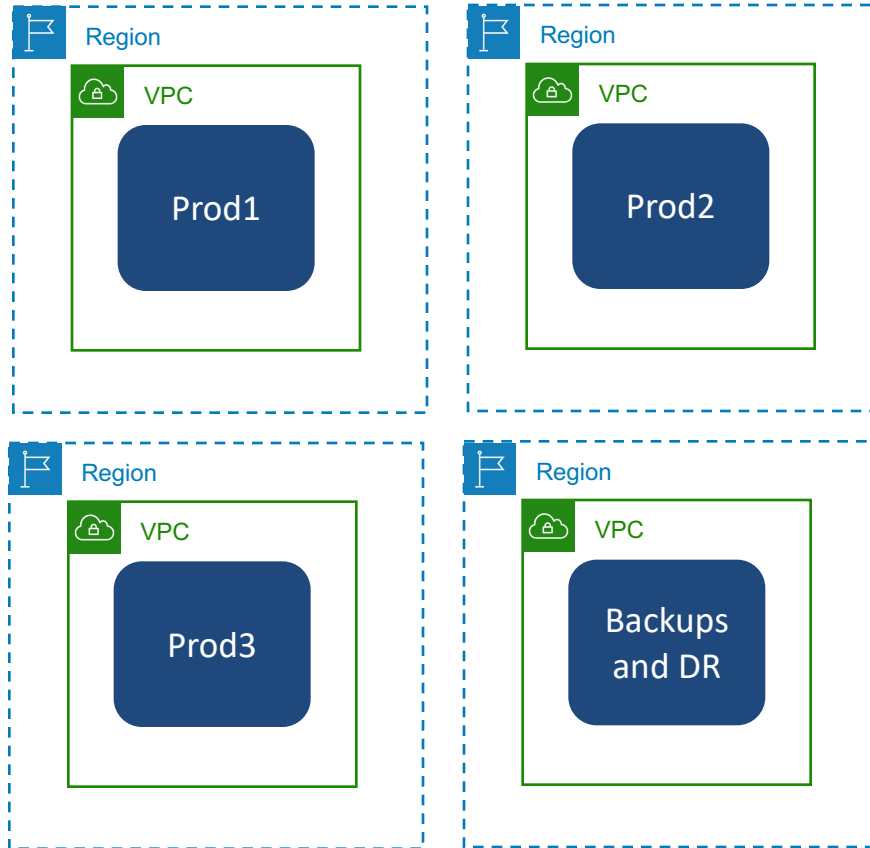 Region
VPC
Prod1
Region
VPC
Prod2
Region
VPC
Prod3
Region
VPC
Backups
and DR